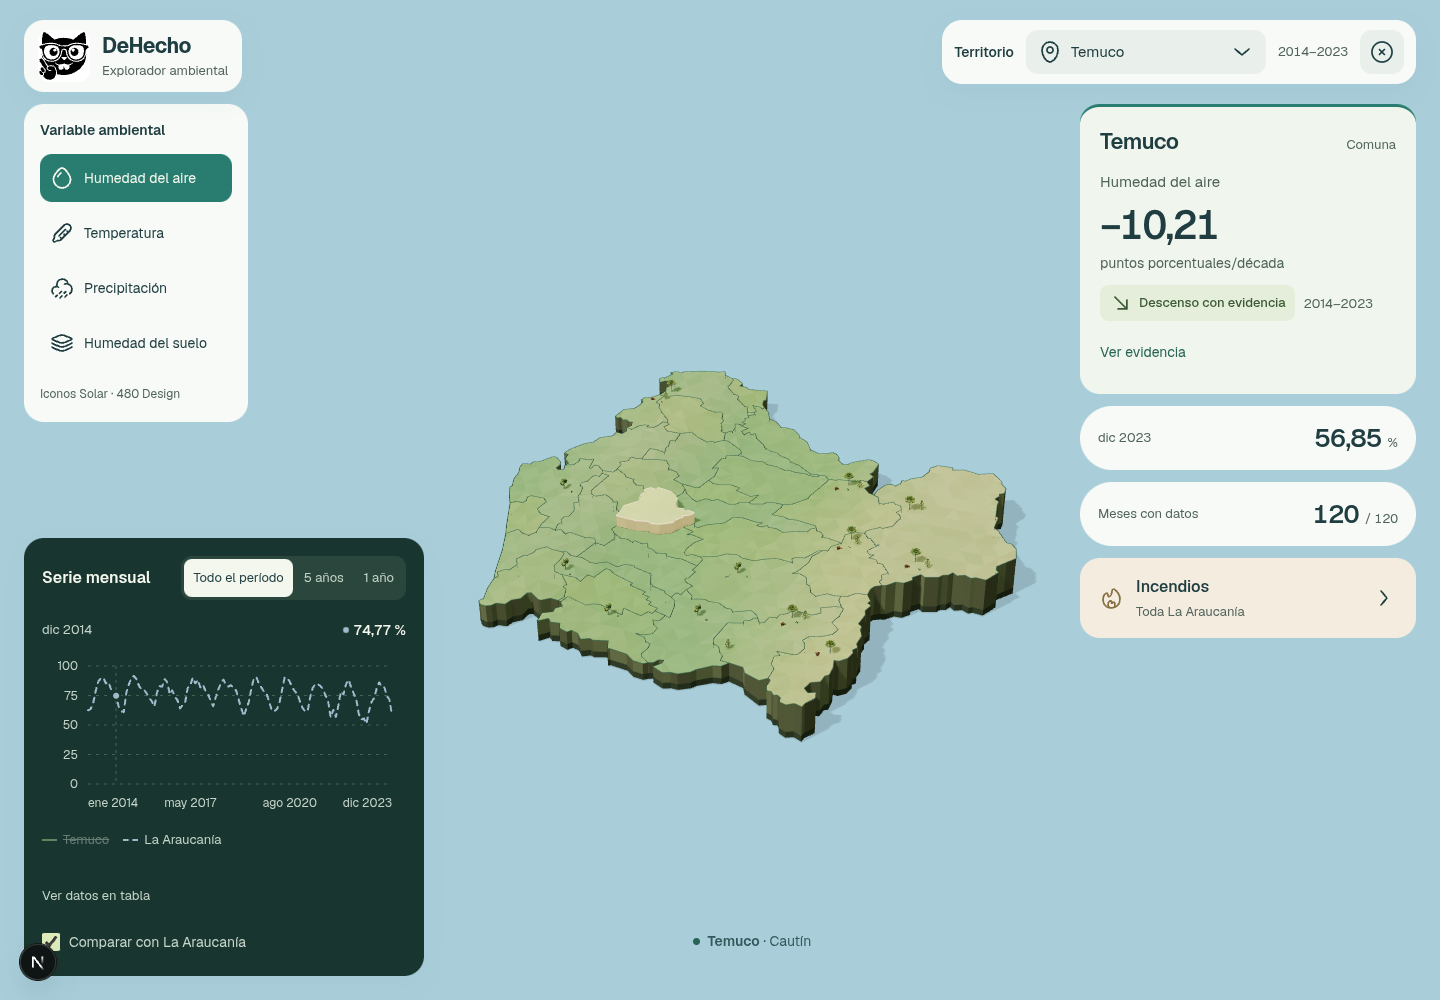 DeHecho
Explorador ambiental
Territorio
Temuco
2014–2023
Variable ambiental
Humedad del aire
Temperatura
Precipitación
Humedad del suelo
Iconos Solar · 480 Design
Temuco
Comuna
Humedad del aire
−10,21
puntos porcentuales/década
Descenso con evidencia
2014–2023
Ver evidencia
dic 2023
56,85 %
Meses con datos
120 / 120
Incendios
Toda La Araucanía
Serie mensual
Todo el período
5 años
1 año
dic 2014
74,77 %
100
75
50
25
0
ene 2014
may 2017
ago 2020
dic 2023
Temuco
La Araucanía
Ver datos en tabla
Comparar con La Araucanía
N
Temuco · Cautín